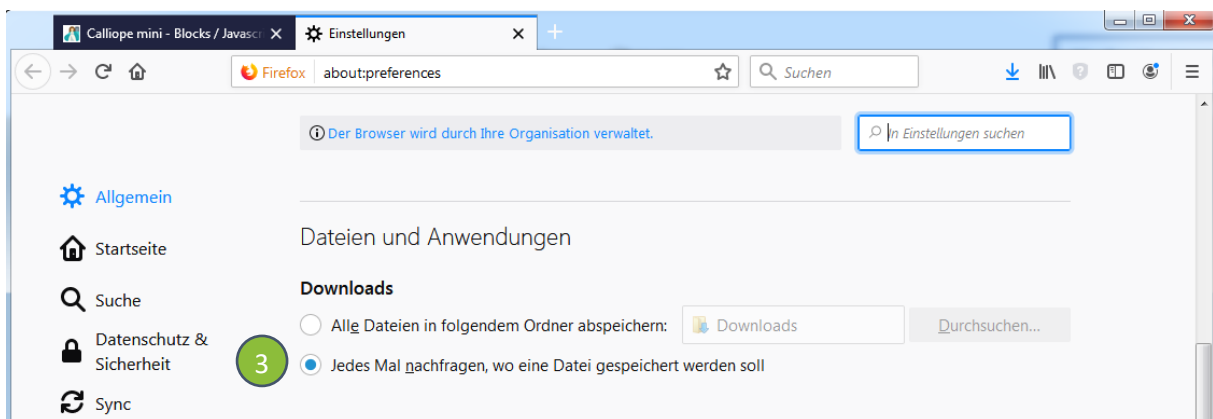 Calliope mini - Blocks / Javascr
Einstellungen
Firefox about:preferences
Suchen
Der Browser wird durch Ihre Organisation verwaltet.
In Einstellungen suchen
Allgemein
Startseite
Suche
Datenschutz &
Sicherheit
Sync
Dateien und Anwendungen
Downloads
Alle Dateien in folgendem Ordner abspeichern: Downloads Durchsuchen...
3 Jedes Mal nachfragen, wo eine Datei gespeichert werden soll